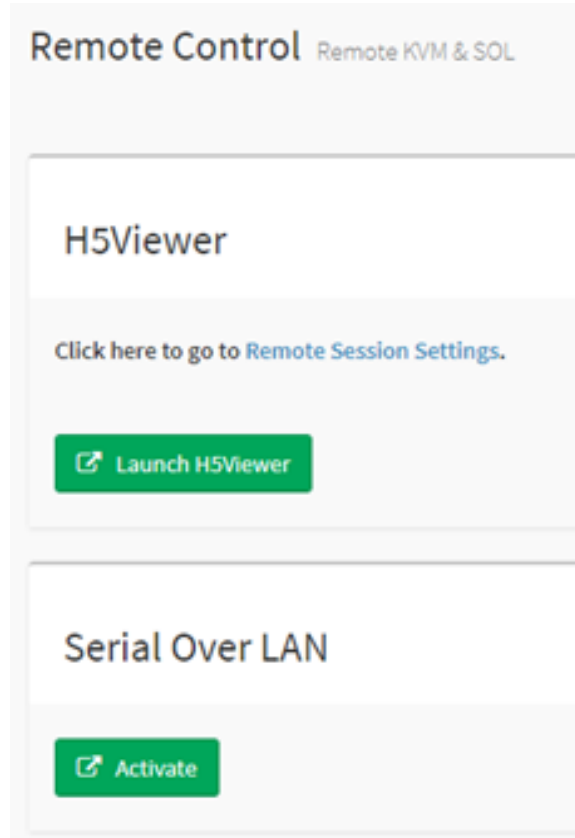 Remote Control Remote KVM & SOL
H5Viewer
Click here to go to Remote Session Settings.
Launch H5Viewer
Serial Over LAN
Activate